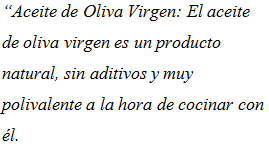 “Aceite de Oliva Virgen: El aceite
de oliva virgen es un producto
natural, sin aditivos y muy
polivalente a la hora de cocinar con
él.